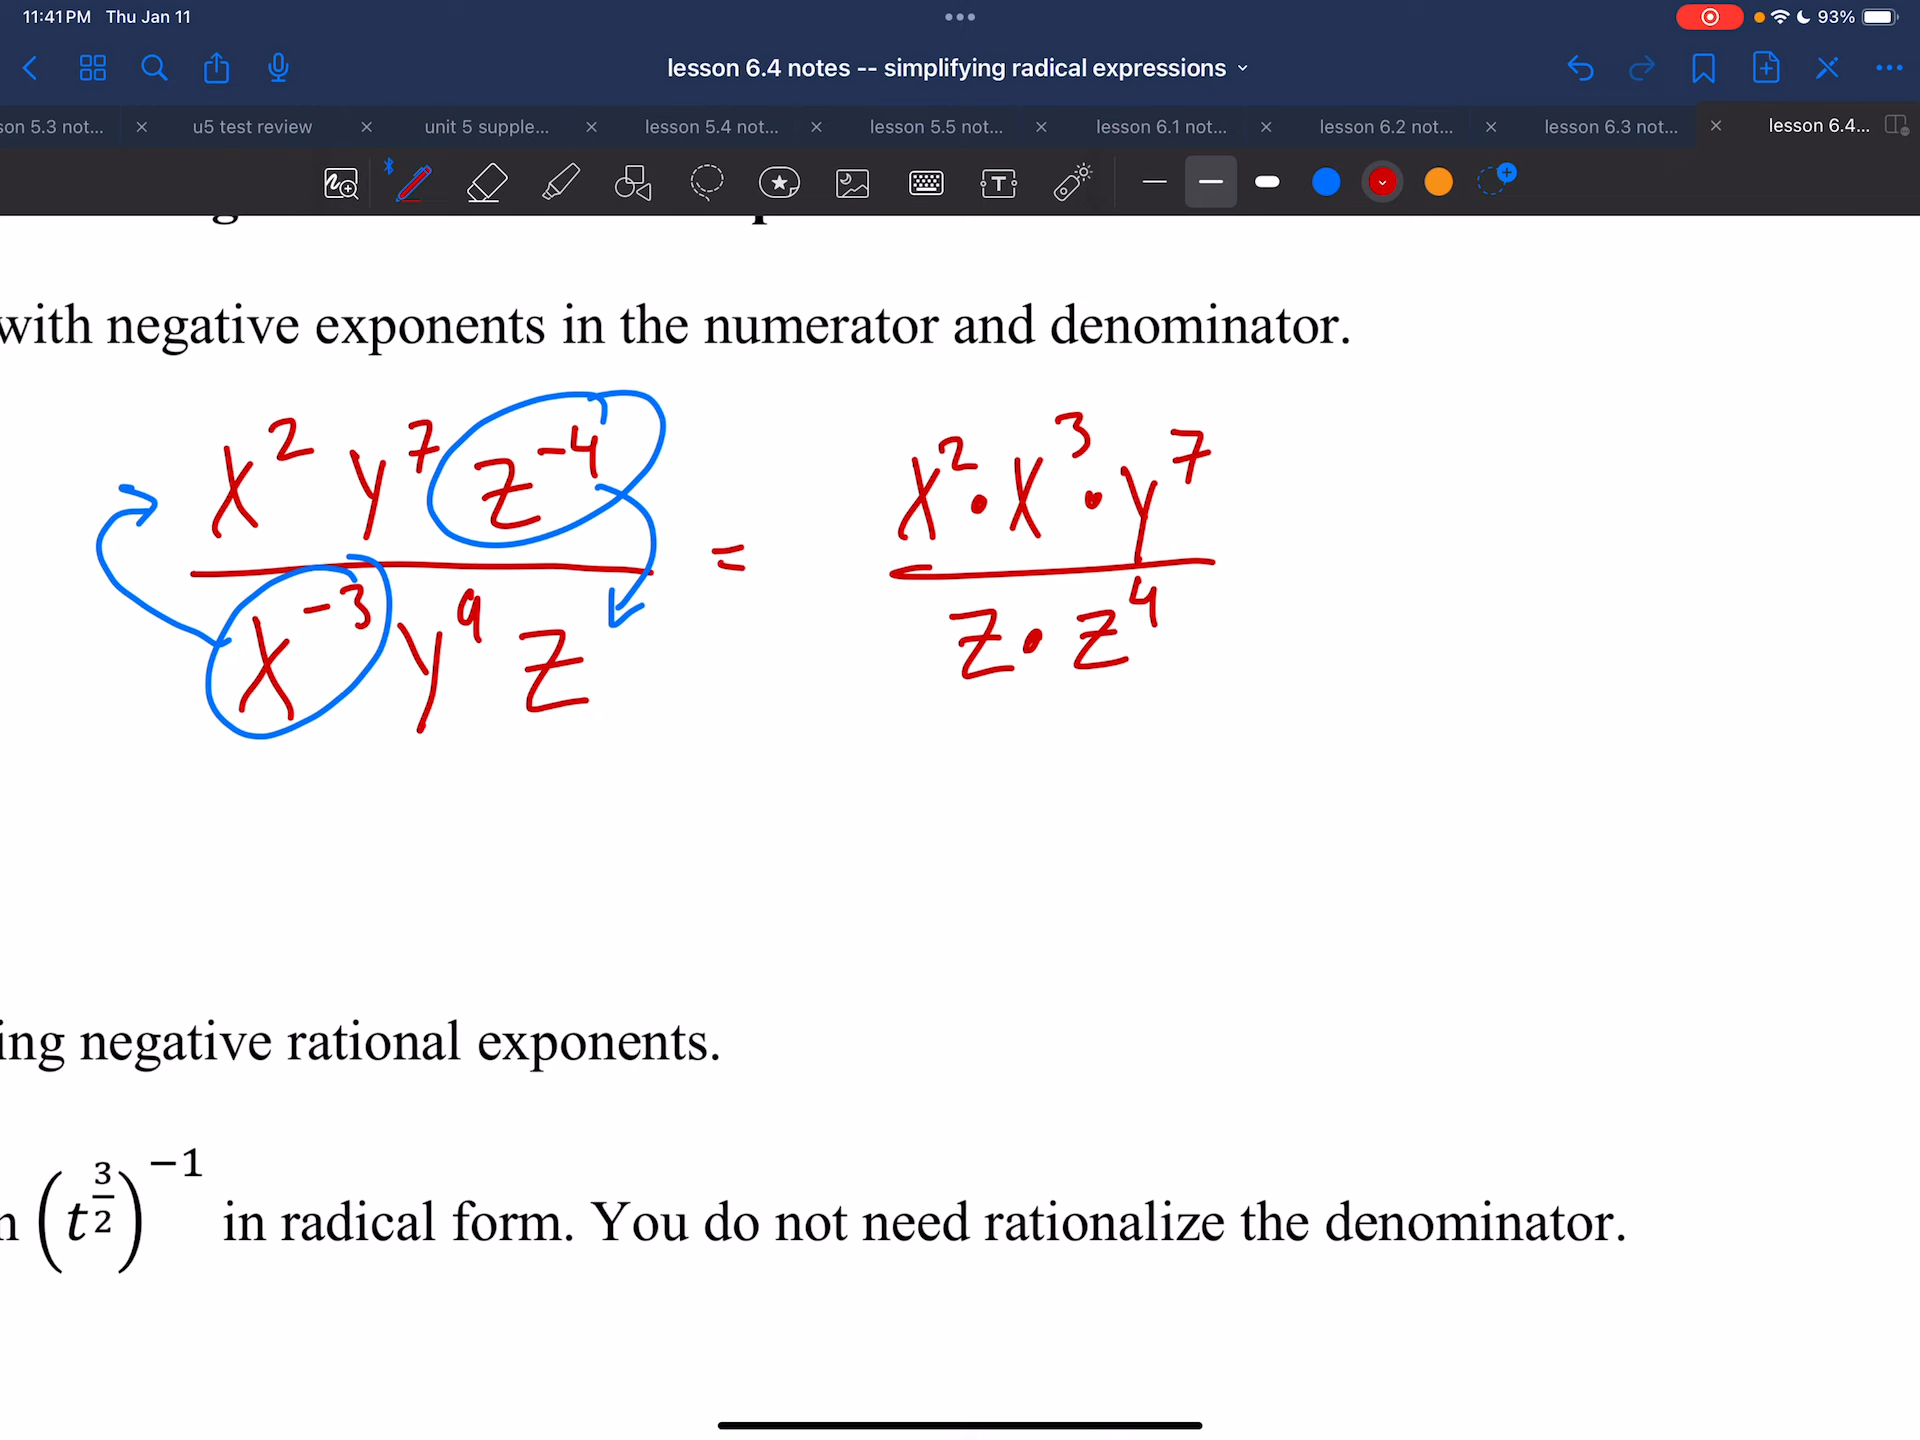 11:41 PM Thu Jan 11 93%
lesson 6.4 notes -- simplifying radical expressions
son 5.3 not... u5 test review unit 5 supple... lesson 5.4 not... lesson 5.5 not... lesson 6.1 not... lesson 6.2 not... lesson 6.3 not... lesson 6.4...
with negative exponents in the numerator and denominator.
x² y⁷ z⁻⁴ / x⁻³ y⁹ z = x² • x³ • y⁷ / z • z⁴
ing negative rational exponents.
n (t^(3/2))⁻¹ in radical form. You do not need rationalize the denominator.